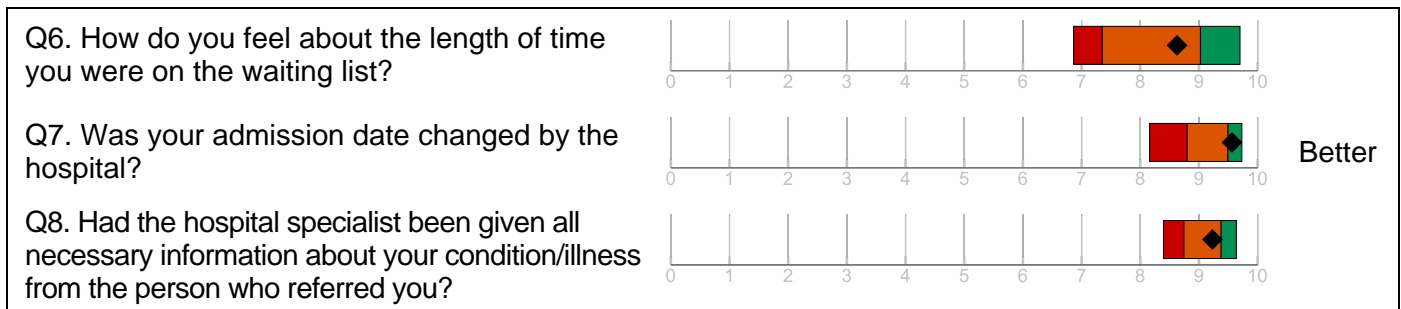 Q6. How do you feel about the length of time
you were on the waiting list?
0 1 2 3 4 5 6 7 8 9 10
Q7. Was your admission date changed by the
hospital?
0 1 2 3 4 5 6 7 8 9 10
Better
Q8. Had the hospital specialist been given all
necessary information about your condition/illness
from the person who referred you?
0 1 2 3 4 5 6 7 8 9 10